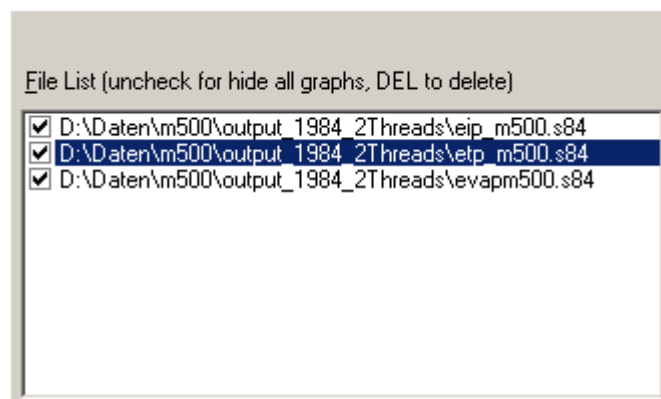 File List (uncheck for hide all graphs, DEL to delete)
D:\Daten\m500\output_1984_2Threads\eip_m500.s84
D:\Daten\m500\output_1984_2Threads\etp_m500.s84
D:\Daten\m500\output_1984_2Threads\evapm500.s84